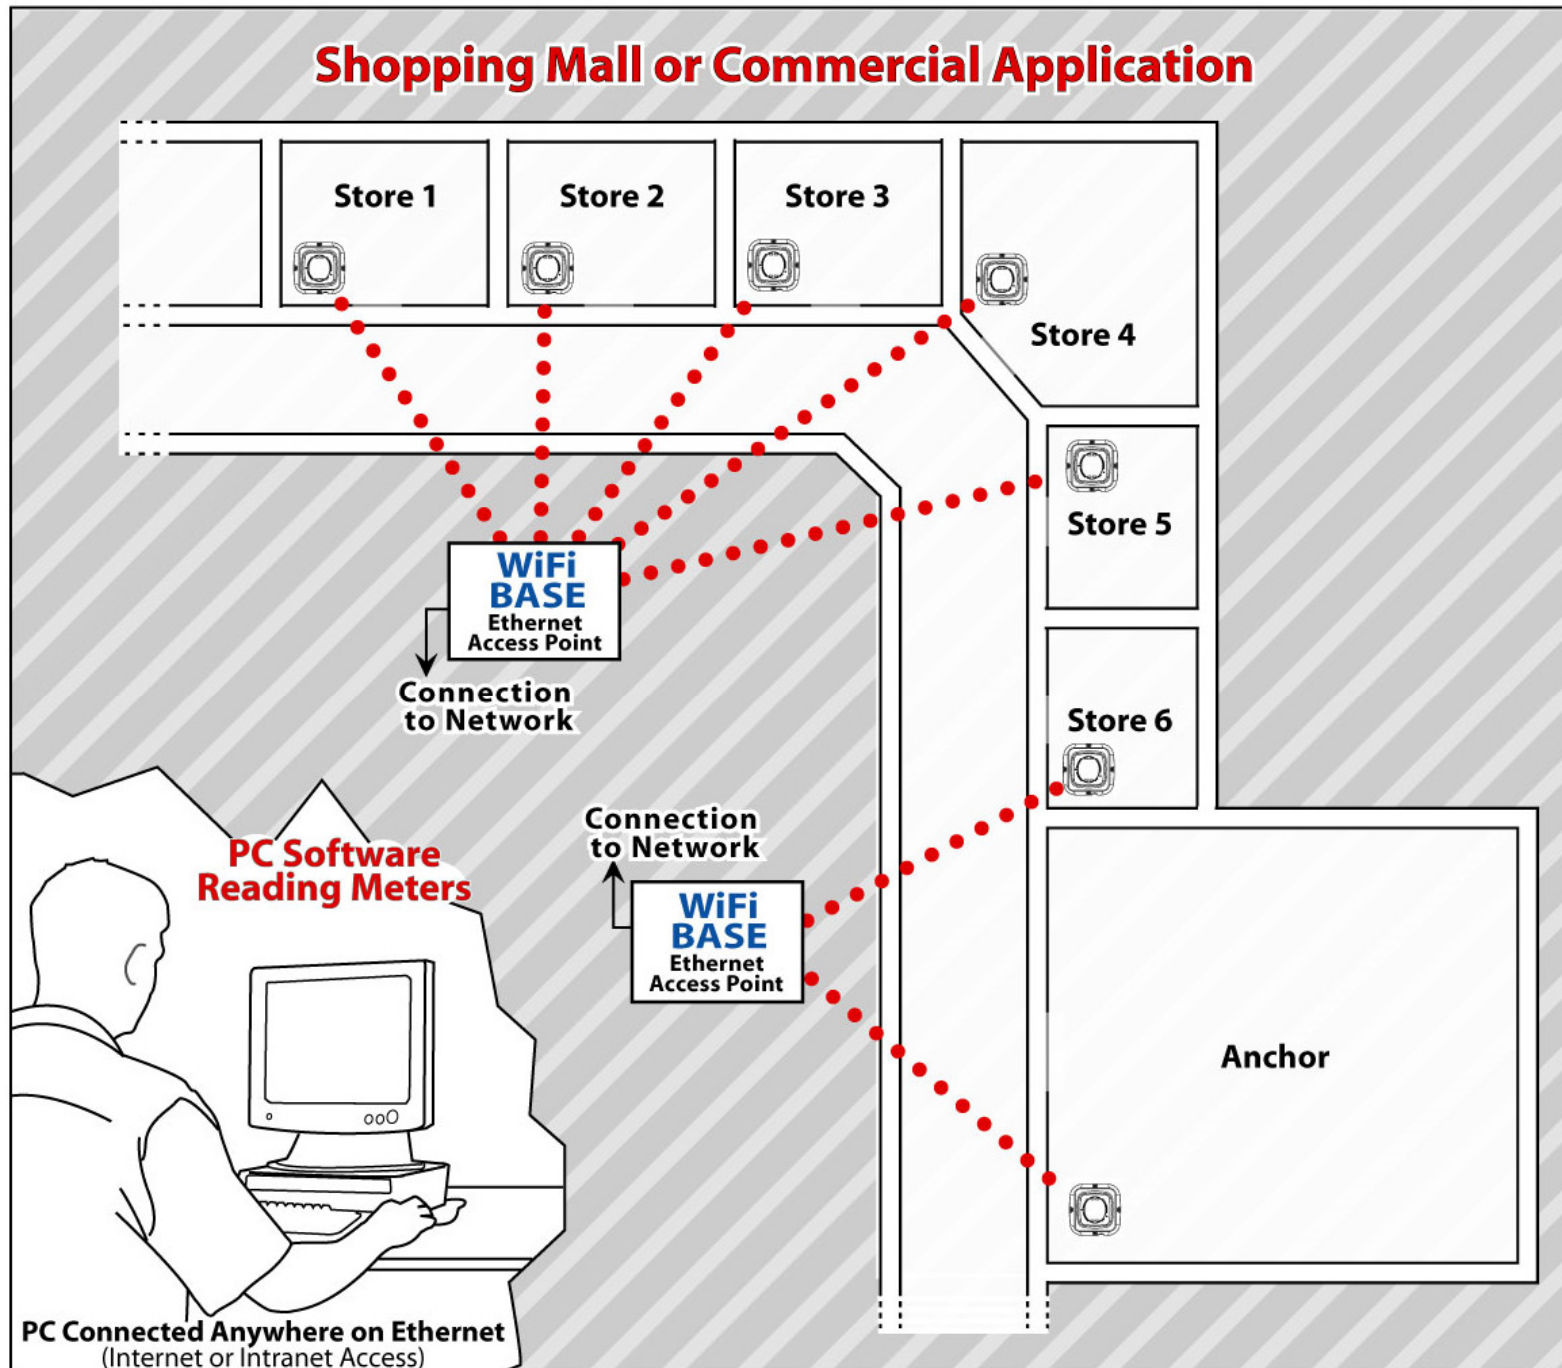 Shopping Mall or Commercial Application
Store 1
Store 2
Store 3
Store 4
Store 5
Store 6
WiFi
BASE
Ethernet
Access Point
Connection
to Network
Connection
to Network
WiFi
BASE
Ethernet
Access Point
Anchor
PC Software
Reading Meters
PC Connected Anywhere on Ethernet
(Internet or Intranet Access)